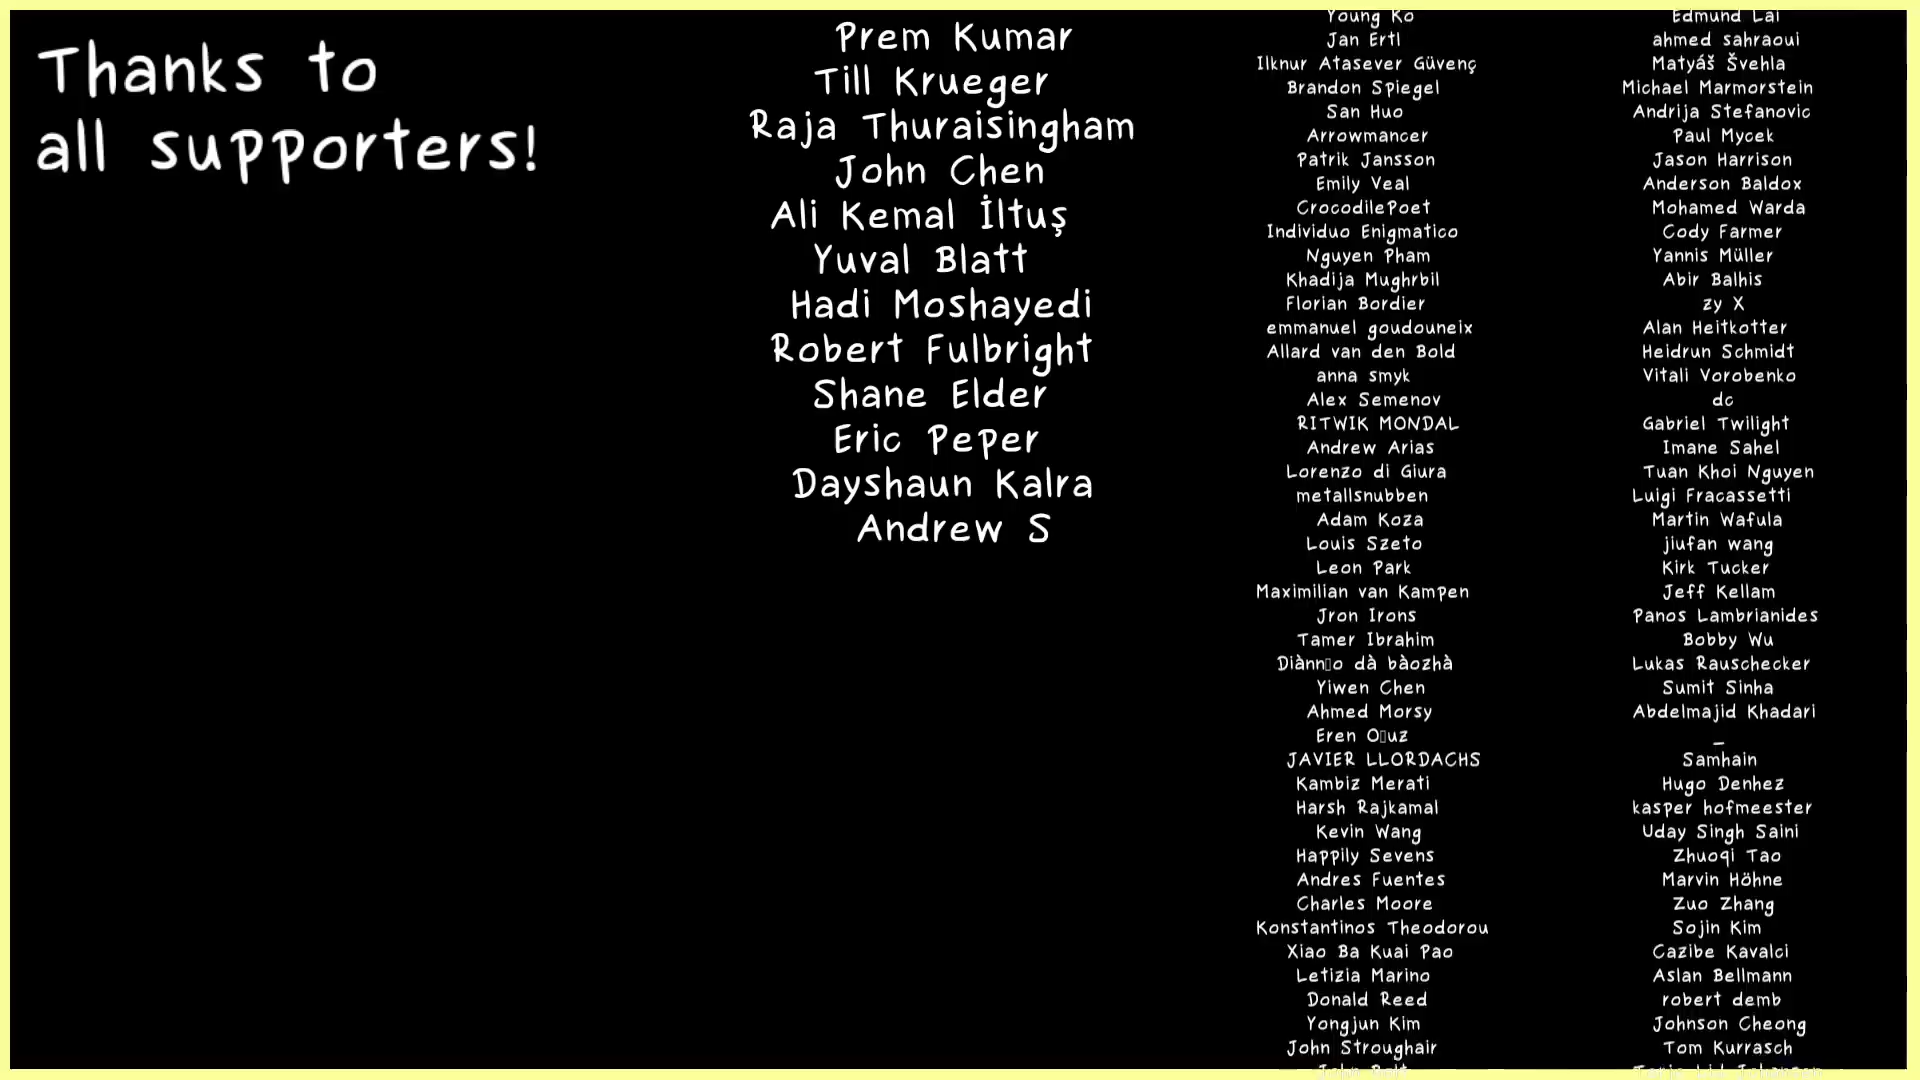 Thanks to
all supporters!
Prem Kumar
Till Krueger
Raja Thuraisingham
John Chen
Ali Kemal İltuş
Yuval Blatt
Hadi Moshayedi
Robert Fulbright
Shane Elder
Eric Peper
Dayshaun Kalra
Andrew S
Young Ko
Jan Ertl
Ilknur Atasever Güvenç
Brandon Spiegel
San Huo
Arrowmancer
Patrik Jansson
Emily Veal
CrocodilePoet
Individuo Enigmatico
Nguyen Pham
Khadija Mughrbil
Florian Bordier
emmanuel goudouneix
Allard van den Bold
anna smyk
Alex Semenov
RITWIK MONDAL
Andrew Arias
Lorenzo di Giura
metallsnubben
Adam Koza
Louis Szeto
Leon Park
Maximilian van Kampen
Jron Irons
Tamer Ibrahim
Diànn▯o dà bàozhà
Yiwen Chen
Ahmed Morsy
Eren O▯uz
JAVIER LLORDACHS
Kambiz Merati
Harsh Rajkamal
Kevin Wang
Happily Sevens
Andres Fuentes
Charles Moore
Konstantinos Theodorou
Xiao Ba Kuai Pao
Letizia Marino
Donald Reed
Yongjun Kim
John Stroughair
Edmund Lai
ahmed sahraoui
Matyáš Švehla
Michael Marmorstein
Andrija Stefanovic
Paul Mycek
Jason Harrison
Anderson Baldox
Mohamed Warda
Cody Farmer
Yannis Müller
Abir Balhis
zy X
Alan Heitkotter
Heidrun Schmidt
Vitali Vorobenko
dc
Gabriel Twilight
Imane Sahel
Tuan Khoi Nguyen
Luigi Fracassetti
Martin Wafula
jiufan wang
Kirk Tucker
Jeff Kellam
Panos Lambrianides
Bobby Wu
Lukas Rauschecker
Sumit Sinha
Abdelmajid Khadari
_
Samhain
Hugo Denhez
kasper hofmeester
Uday Singh Saini
Zhuoqi Tao
Marvin Höhne
Zuo Zhang
Sojin Kim
Cazibe Kavalci
Aslan Bellmann
robert demb
Johnson Cheong
Tom Kurrasch